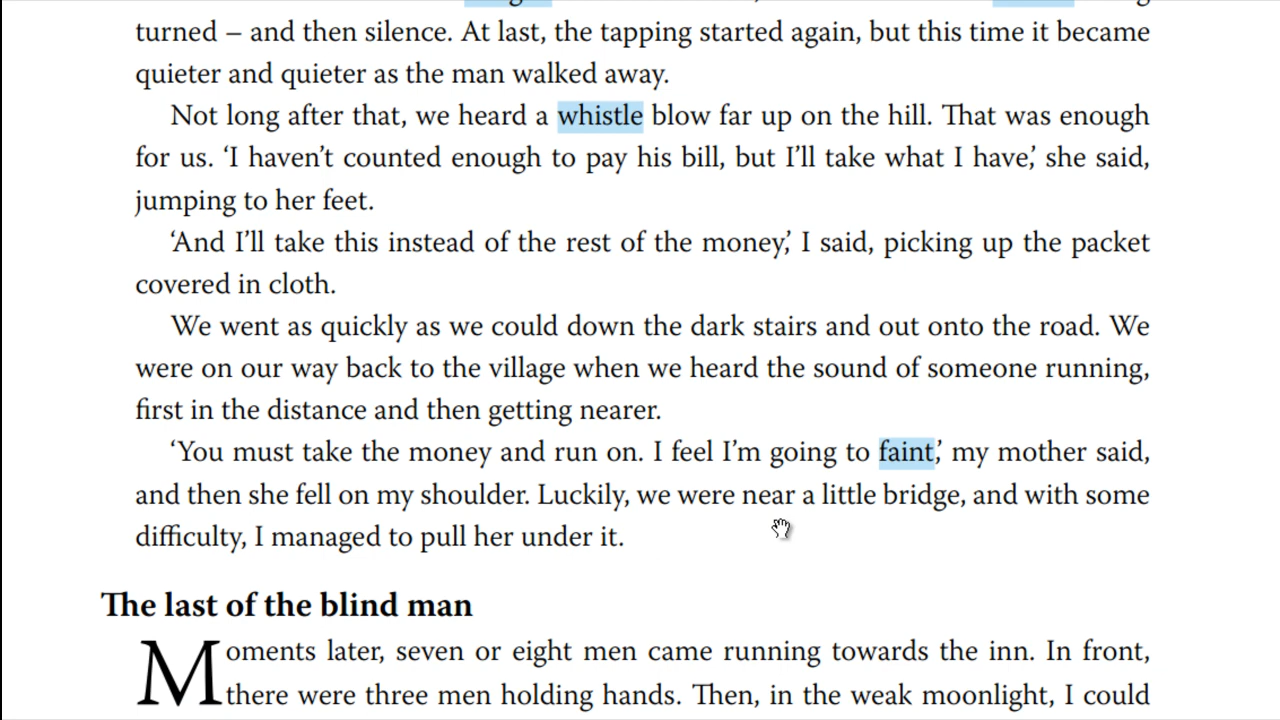 turned – and then silence. At last, the tapping started again, but this time it became
quieter and quieter as the man walked away.
Not long after that, we heard a whistle blow far up on the hill. That was enough
for us. ‘I haven’t counted enough to pay his bill, but I’ll take what I have,’ she said,
jumping to her feet.
‘And I’ll take this instead of the rest of the money,’ I said, picking up the packet
covered in cloth.
We went as quickly as we could down the dark stairs and out onto the road. We
were on our way back to the village when we heard the sound of someone running,
first in the distance and then getting nearer.
‘You must take the money and run on. I feel I’m going to faint,’ my mother said,
and then she fell on my shoulder. Luckily, we were near a little bridge, and with some
difficulty, I managed to pull her under it.
The last of the blind man
Moments later, seven or eight men came running towards the inn. In front,
there were three men holding hands. Then, in the weak moonlight, I could